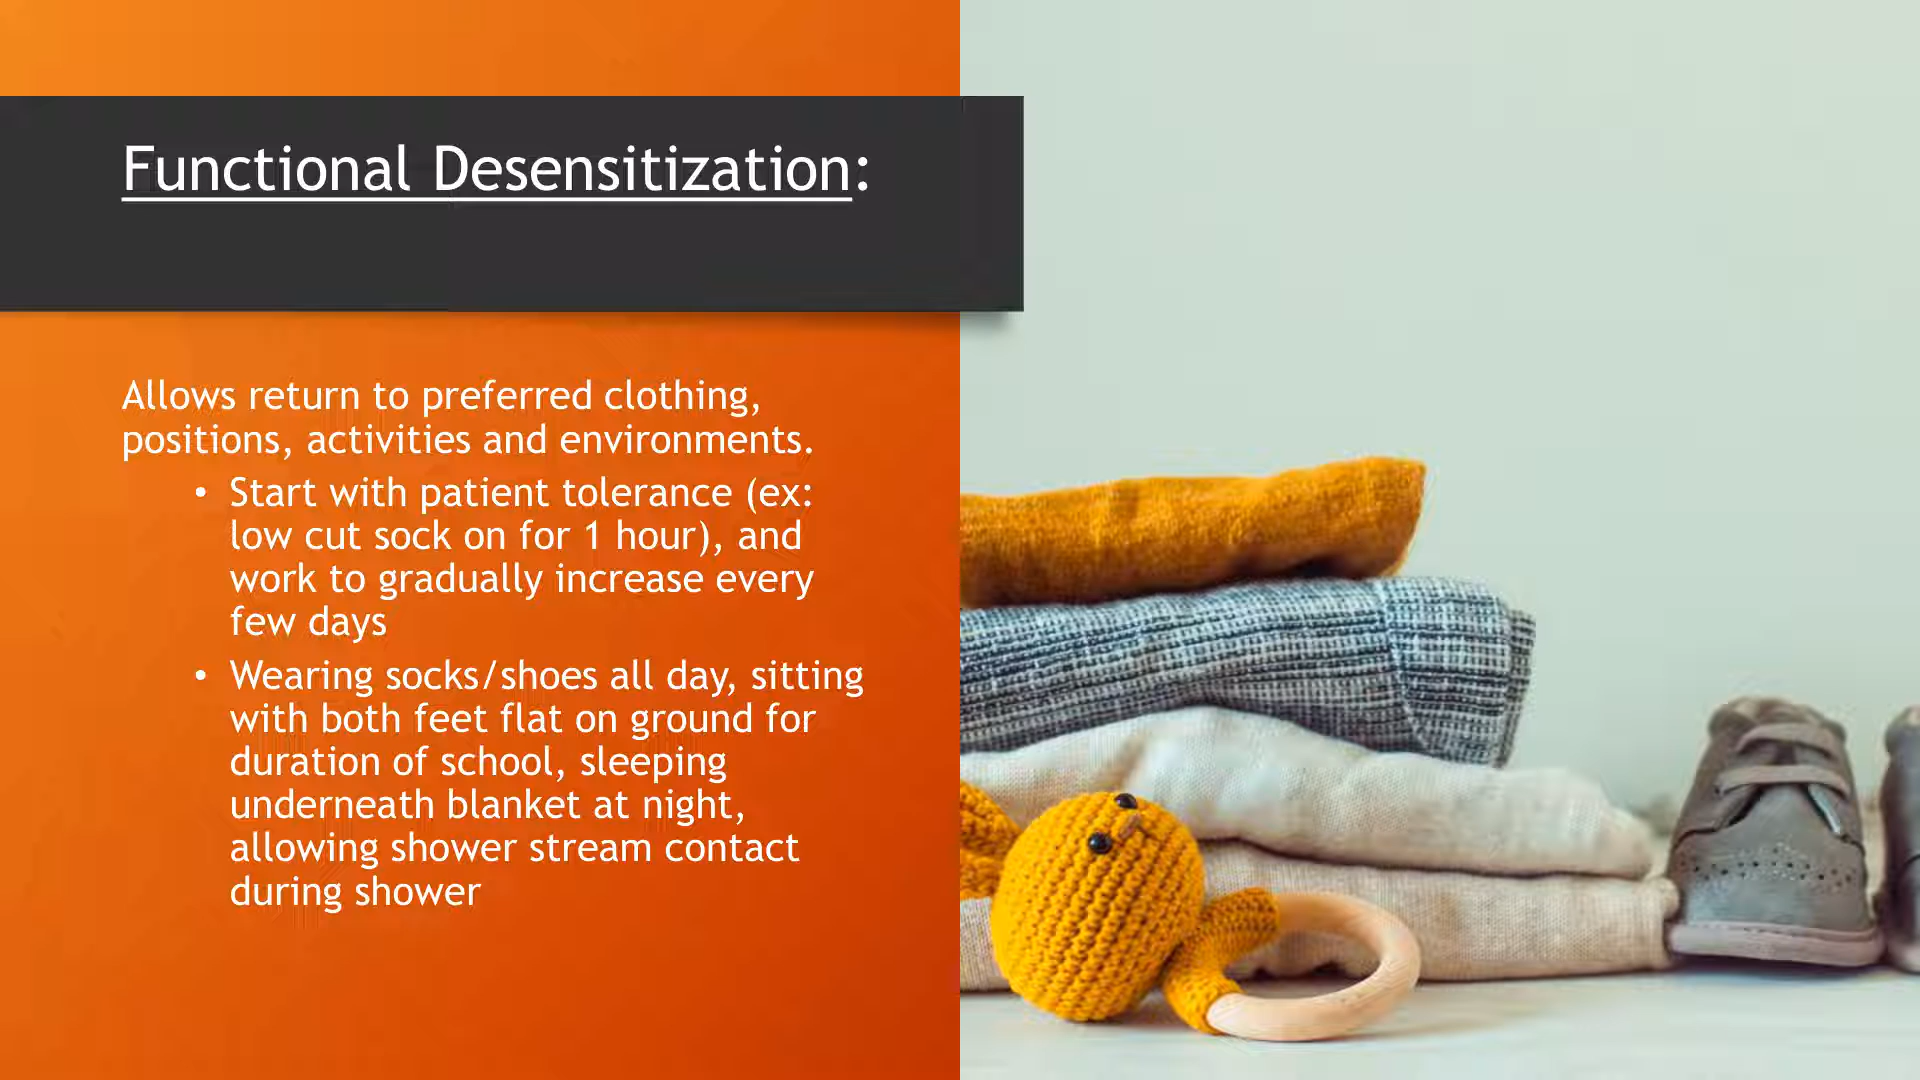 Functional Desensitization:
Allows return to preferred clothing,
positions, activities and environments.
• Start with patient tolerance (ex:
low cut sock on for 1 hour), and
work to gradually increase every
few days
• Wearing socks/shoes all day, sitting
with both feet flat on ground for
duration of school, sleeping
underneath blanket at night,
allowing shower stream contact
during shower